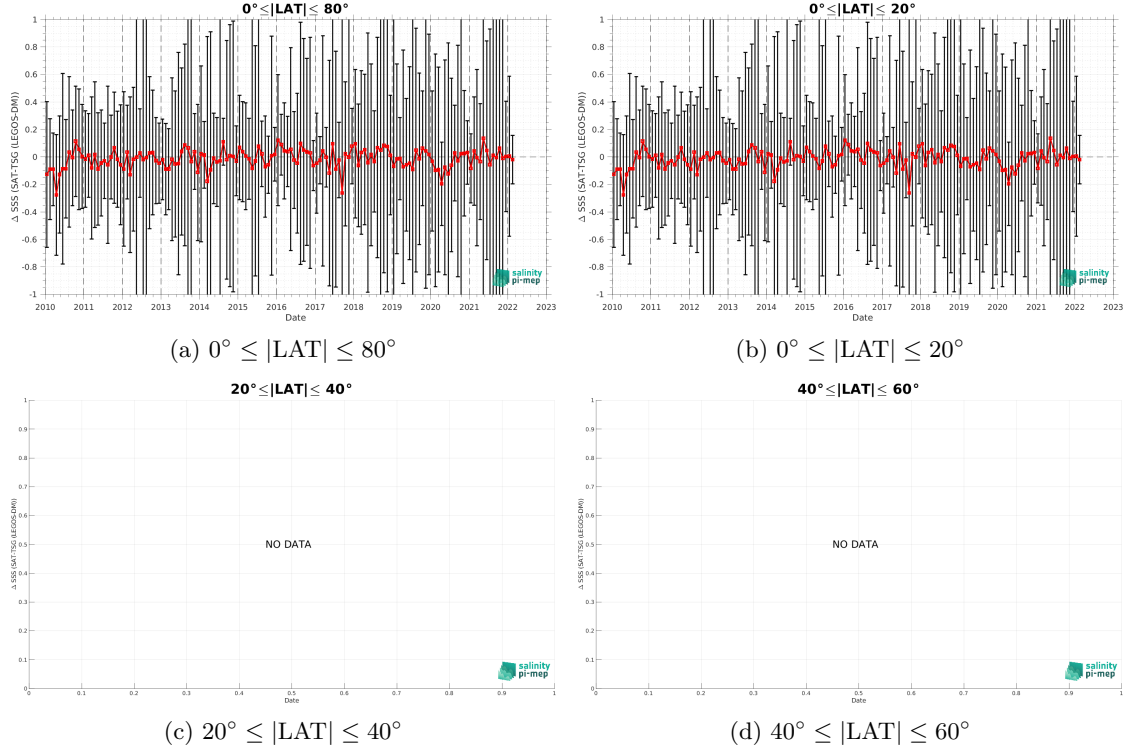 0°≤|LAT|≤ 80°
Δ SSS (SAT-TSG (LEGOS-DM))
1
0.8
0.6
0.4
0.2
0
-0.2
-0.4
-0.6
-0.8
-1
2010 2011 2012 2013 2014 2015 2016 2017 2018 2019 2020 2021 2022 2023
Date
salinity
pi-mep
(a) 0° ≤ |LAT| ≤ 80°
0°≤|LAT|≤ 20°
Δ SSS (SAT-TSG (LEGOS-DM))
1
0.8
0.6
0.4
0.2
0
-0.2
-0.4
-0.6
-0.8
-1
2010 2011 2012 2013 2014 2015 2016 2017 2018 2019 2020 2021 2022 2023
Date
salinity
pi-mep
(b) 0° ≤ |LAT| ≤ 20°
20°≤|LAT|≤ 40°
Δ SSS (SAT-TSG (LEGOS-DM))
1
0.9
0.8
0.7
0.6
0.5
0.4
0.3
0.2
0.1
0
NO DATA
0 0.1 0.2 0.3 0.4 0.5 0.6 0.7 0.8 0.9 1
Date
salinity
pi-mep
(c) 20° ≤ |LAT| ≤ 40°
40°≤|LAT|≤ 60°
Δ SSS (SAT-TSG (LEGOS-DM))
1
0.9
0.8
0.7
0.6
0.5
0.4
0.3
0.2
0.1
0
NO DATA
0 0.1 0.2 0.3 0.4 0.5 0.6 0.7 0.8 0.9 1
Date
salinity
pi-mep
(d) 40° ≤ |LAT| ≤ 60°